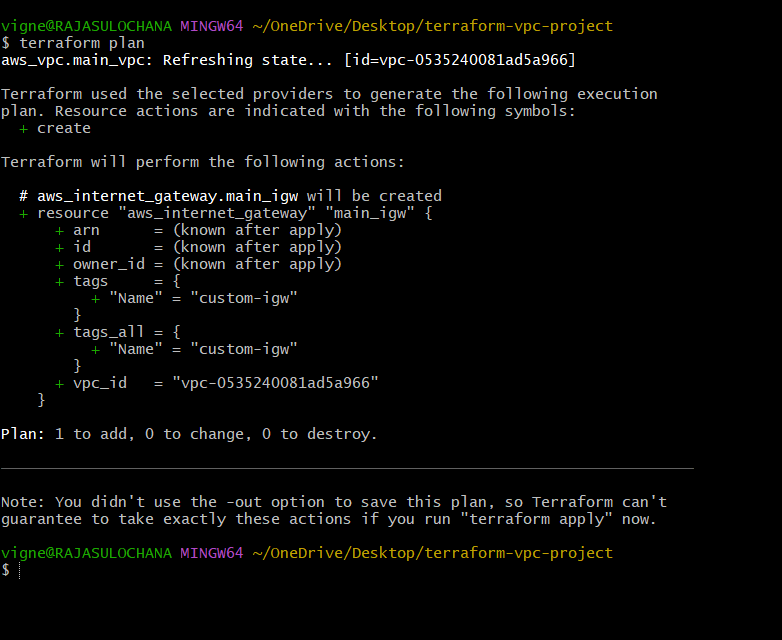 vigne@RAJASULOCHANA MINGW64 ~/OneDrive/Desktop/terraform-vpc-project
$ terraform plan
aws_vpc.main_vpc: Refreshing state... [id=vpc-0535240081ad5a966]
Terraform used the selected providers to generate the following execution
plan. Resource actions are indicated with the following symbols:
  + create
Terraform will perform the following actions:
  # aws_internet_gateway.main_igw will be created
  + resource "aws_internet_gateway" "main_igw" {
      + arn      = (known after apply)
      + id       = (known after apply)
      + owner_id = (known after apply)
      + tags     = {
          + "Name" = "custom-igw"
        }
      + tags_all = {
          + "Name" = "custom-igw"
        }
      + vpc_id   = "vpc-0535240081ad5a966"
    }
Plan: 1 to add, 0 to change, 0 to destroy.
Note: You didn't use the -out option to save this plan, so Terraform can't
guarantee to take exactly these actions if you run "terraform apply" now.
vigne@RAJASULOCHANA MINGW64 ~/OneDrive/Desktop/terraform-vpc-project
$